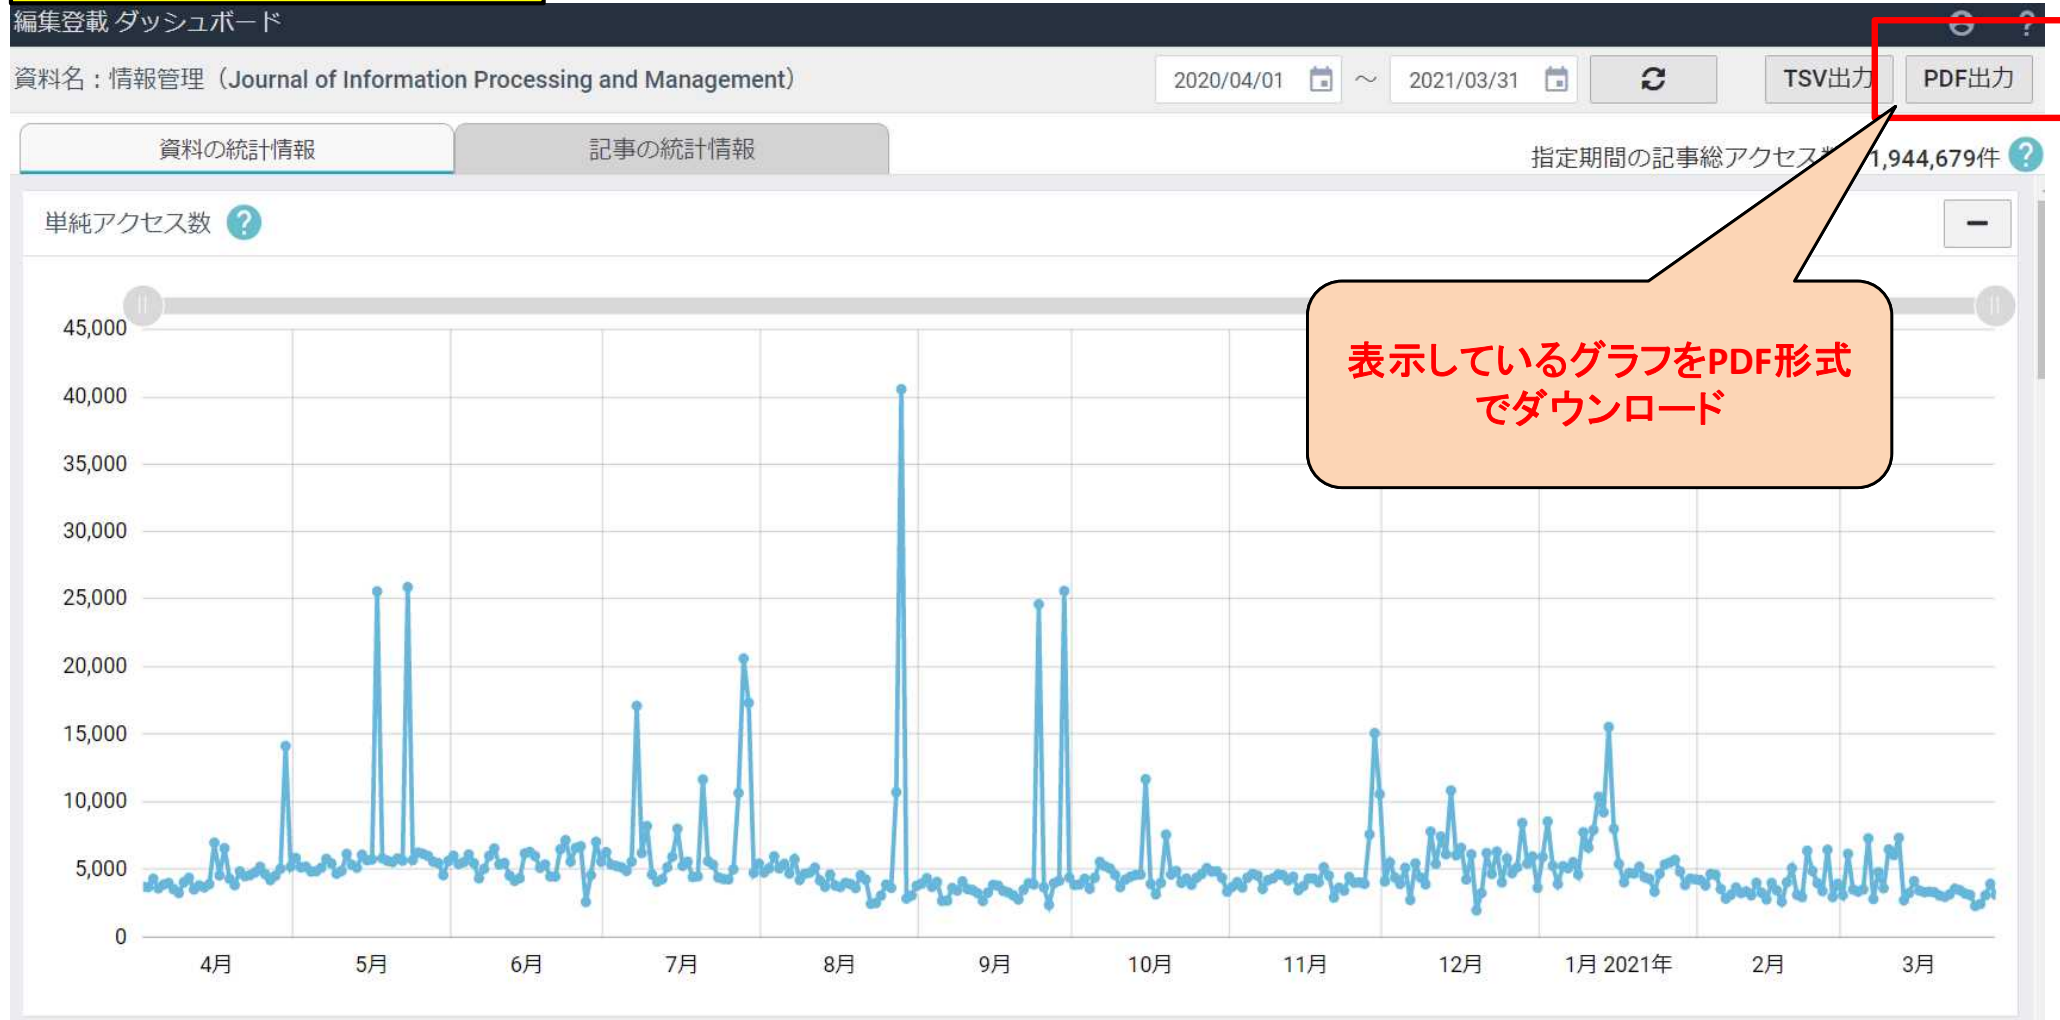 編集登載 ダッシュボード
?
資料名：情報管理（Journal of Information Processing and Management）
2020/04/01 ～ 2021/03/31
TSV出力
PDF出力
資料の統計情報
記事の統計情報
指定期間の記事総アクセス 1,944,679件 ?
単純アクセス数 ?
表示しているグラフをPDF形式
でダウンロード
45,000
40,000
35,000
30,000
25,000
20,000
15,000
10,000
5,000
0
4月 5月 6月 7月 8月 9月 10月 11月 12月 1月 2021年 2月 3月